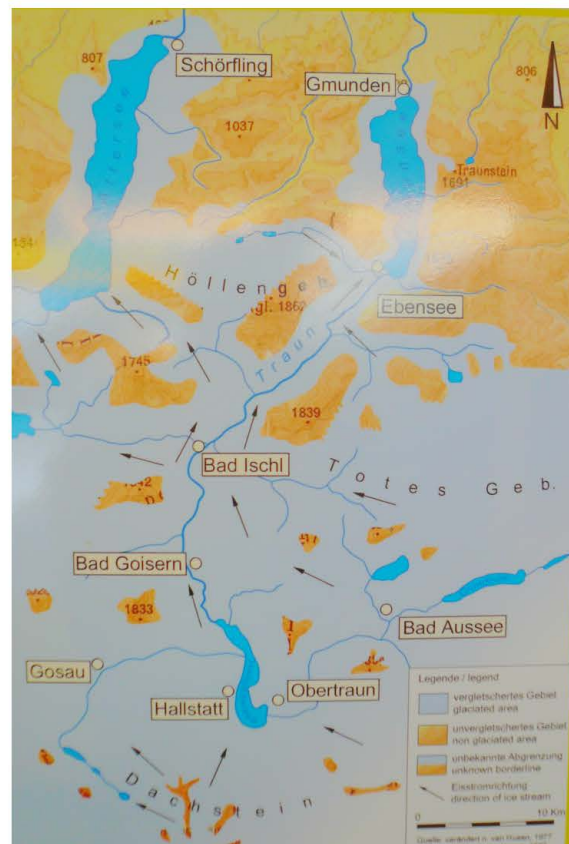 807
Schörfling
Gmunden
806
N
1037
Traunstein
1691
Höllengeb.
Ebensee
Traun
1745
1839
Bad Ischl
Totes Geb.
Bad Goisern
1833
Bad Aussee
Gosau
Hallstatt
Obertraun
Dachstein
Legende / legend
vergletschertes Gebiet
glaciated area
unvergletschertes Gebiet
non glaciated area
unbekannte Abgrenzung
unknown borderline
Eisstromrichtung
direction of ice stream
0 10 Km